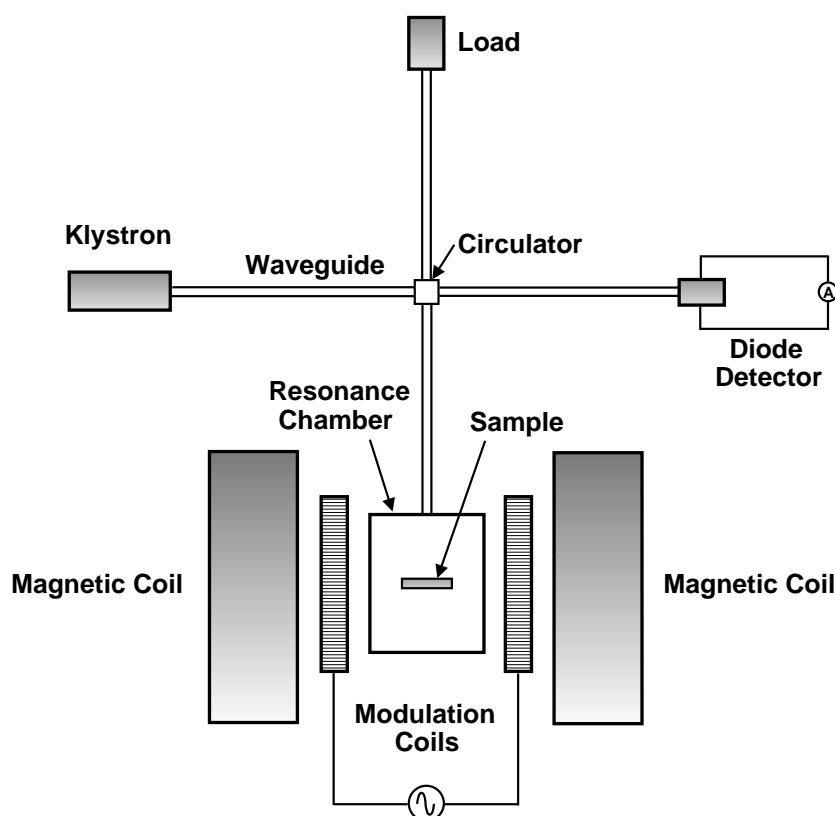 Load
Klystron
Waveguide
Circulator
A
Diode
Detector
Resonance
Chamber
Sample
Magnetic Coil
Magnetic Coil
Modulation
Coils